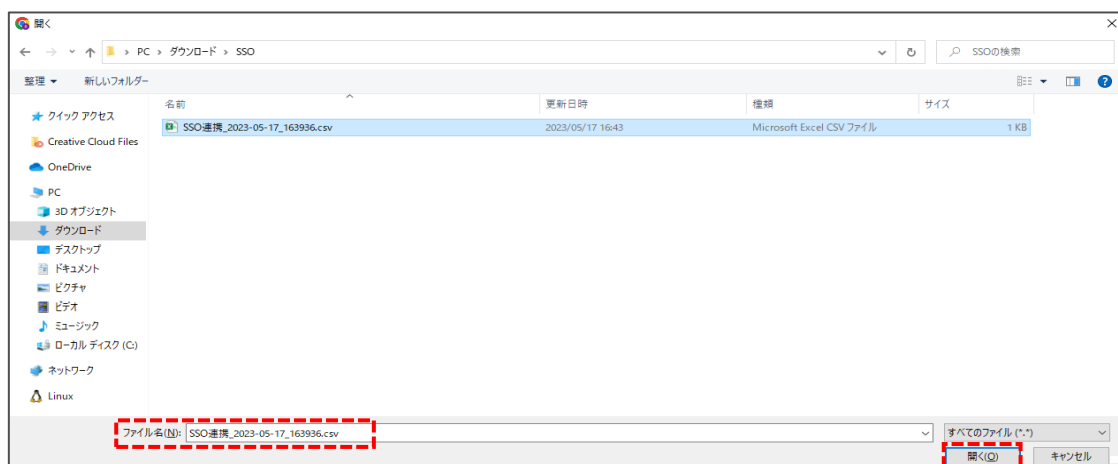 開く
PC › ダウンロード › SSO
SSOの検索
整理 新しいフォルダー
名前 更新日時 種類 サイズ
SSO連携_2023-05-17_163936.csv 2023/05/17 16:43 Microsoft Excel CSV ファイル 1 KB
クイック アクセス
Creative Cloud Files
OneDrive
PC
3D オブジェクト
ダウンロード
デスクトップ
ドキュメント
ピクチャ
ビデオ
ミュージック
ローカル ディスク (C:)
ネットワーク
Linux
ファイル名(N): SSO連携_2023-05-17_163936.csv すべてのファイル (*.*)
開く(O) キャンセル